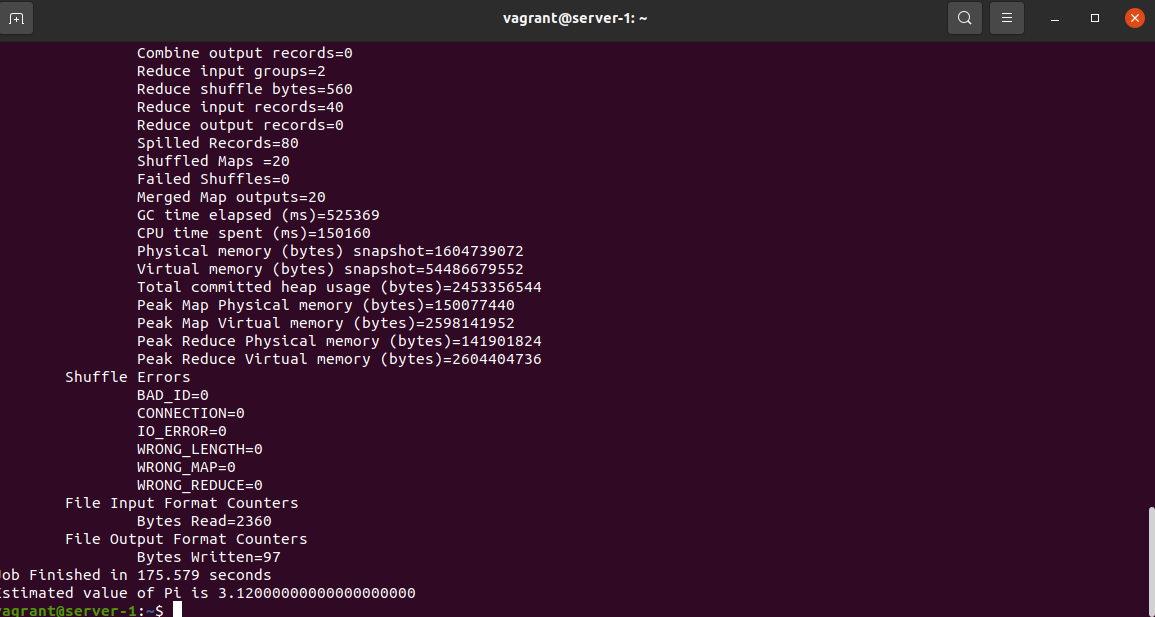 vagrant@server-1: ~
Combine output records=0
Reduce input groups=2
Reduce shuffle bytes=560
Reduce input records=40
Reduce output records=0
Spilled Records=80
Shuffled Maps =20
Failed Shuffles=0
Merged Map outputs=20
GC time elapsed (ms)=525369
CPU time spent (ms)=150160
Physical memory (bytes) snapshot=1604739072
Virtual memory (bytes) snapshot=54486679552
Total committed heap usage (bytes)=2453356544
Peak Map Physical memory (bytes)=150077440
Peak Map Virtual memory (bytes)=2598141952
Peak Reduce Physical memory (bytes)=141901824
Peak Reduce Virtual memory (bytes)=2604404736
Shuffle Errors
BAD_ID=0
CONNECTION=0
IO_ERROR=0
WRONG_LENGTH=0
WRONG_MAP=0
WRONG_REDUCE=0
File Input Format Counters
Bytes Read=2360
File Output Format Counters
Bytes Written=97
Job Finished in 175.579 seconds
Estimated value of Pi is 3.12000000000000000000
vagrant@server-1:~$